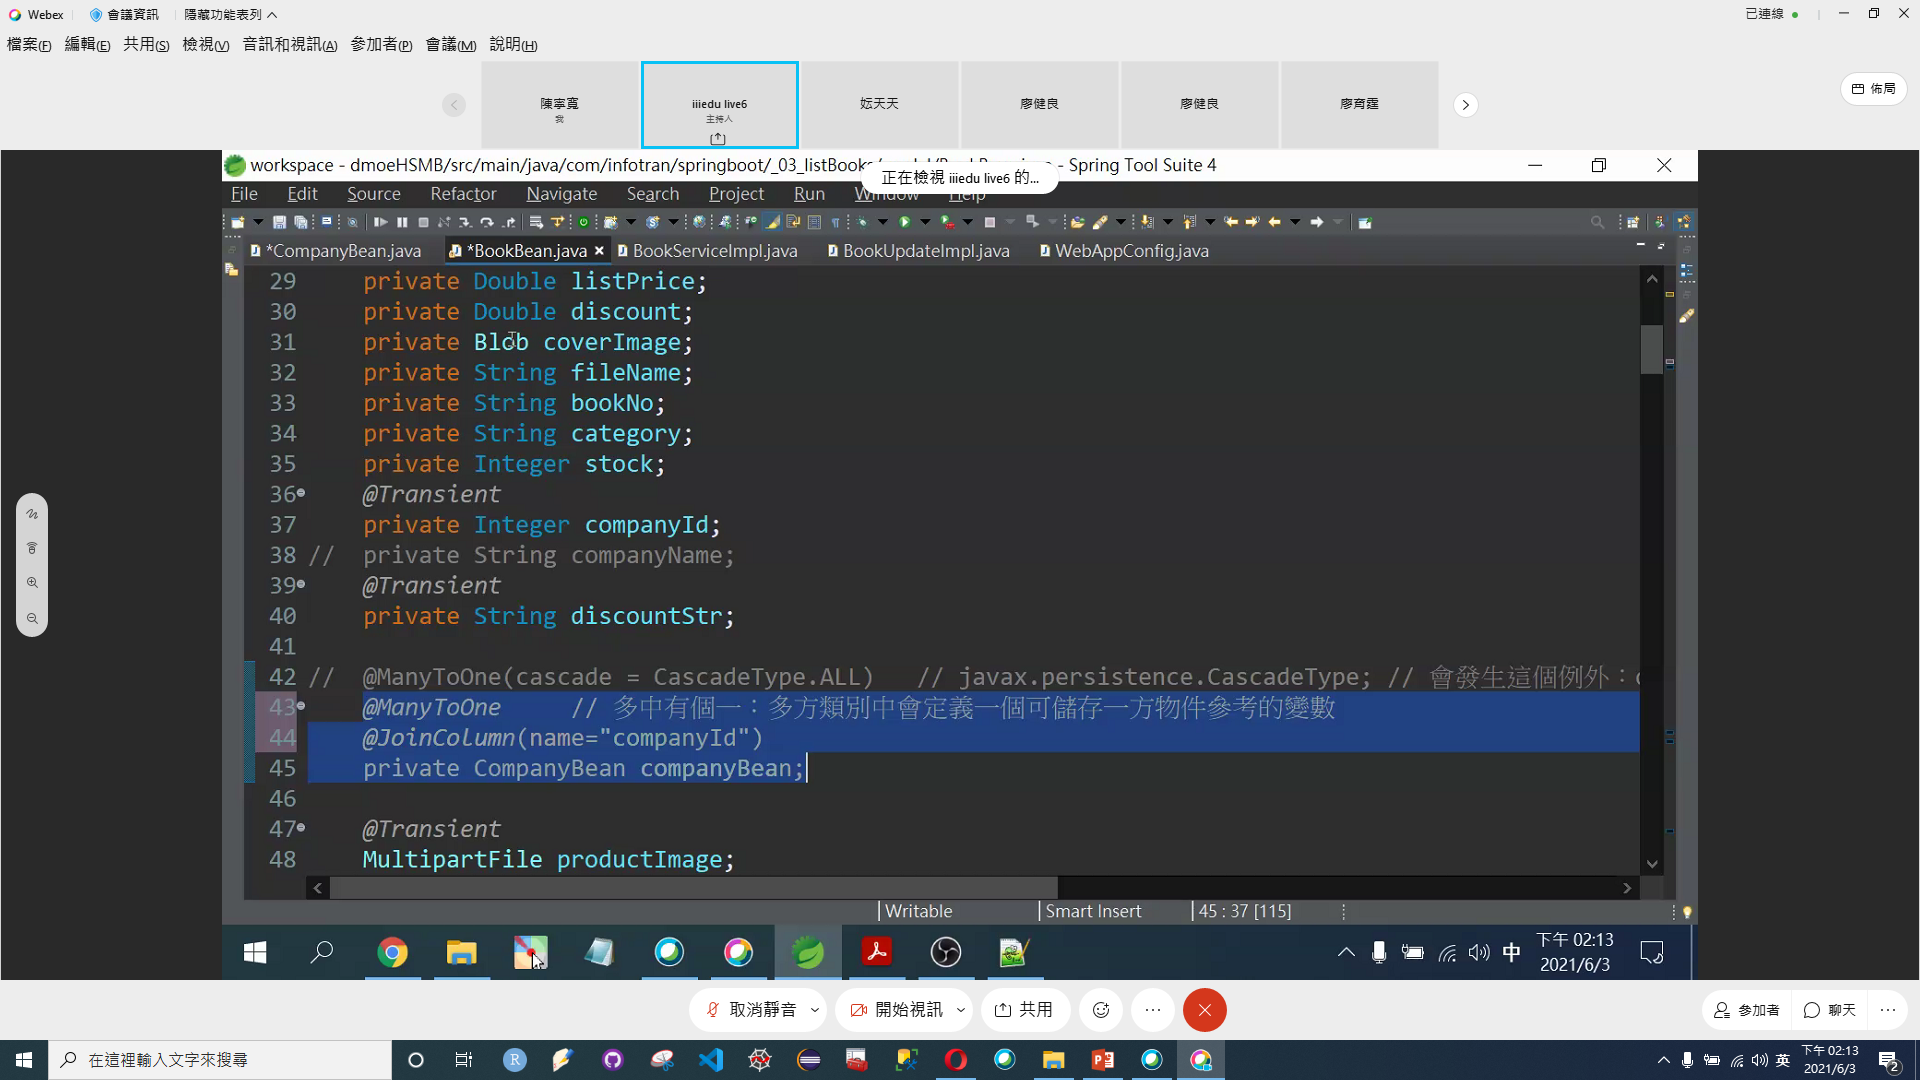 Webex 會議資訊 隱藏功能表列 已連線
檔案(F) 編輯(E) 共用(S) 檢視(V) 音訊和視訊(A) 參加者(P) 會議(M) 說明(H)
陳寧寬
我
iiiedu live6
主持人
妘天天
廖健良
廖健良
廖育霆
佈局
workspace - dmoeHSMB/src/main/java/com/infotran/springboot/_03_listBooks/ - Spring Tool Suite 4
正在檢視 iiiedu live6 的...
File Edit Source Refactor Navigate Search Project Run Window Help
*CompanyBean.java *BookBean.java BookServiceImpl.java BookUpdateImpl.java WebAppConfig.java
29 private Double listPrice;
30 private Double discount;
31 private Blob coverImage;
32 private String fileName;
33 private String bookNo;
34 private String category;
35 private Integer stock;
36 @Transient
37 private Integer companyId;
38 // private String companyName;
39 @Transient
40 private String discountStr;
41
42 // @ManyToOne(cascade = CascadeType.ALL) // javax.persistence.CascadeType; // 會發生這個例外：
43 @ManyToOne // 多中有個一：多方類別中會定義一個可儲存一方物件參考的變數
44 @JoinColumn(name="companyId")
45 private CompanyBean companyBean;
46
47 @Transient
48 MultipartFile productImage;
Writable Smart Insert 45 : 37 [115]
中 下午 02:13
2021/6/3
取消靜音 開始視訊 共用 參加者 聊天
在這裡輸入文字來搜尋 英 下午 02:13
2021/6/3
2